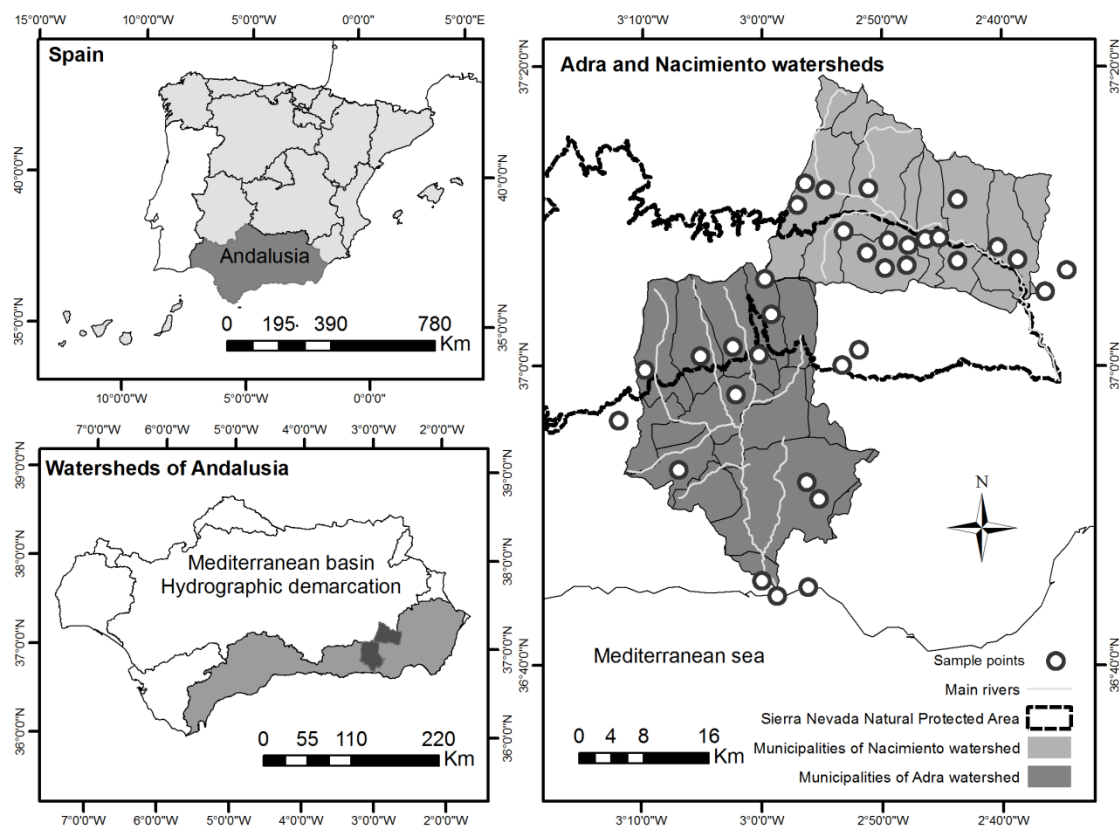 15°0'0"W 10°0'0"W 5°0'0"W 0°0'0" 5°0'0"E
Spain
40°0'0"N
40°0'0"N
35°0'0"N
35°0'0"N
Andalusia
0 195 390 780
Km
10°0'0"W 5°0'0"W 0°0'0"
7°0'0"W 6°0'0"W 5°0'0"W 4°0'0"W 3°0'0"W 2°0'0"W
Watersheds of Andalusia
39°0'0"N
38°0'0"N
37°0'0"N
36°0'0"N
39°0'0"N
38°0'0"N
37°0'0"N
36°0'0"N
Mediterranean basin
Hydrographic demarcation
0 55 110 220
Km
7°0'0"W 6°0'0"W 5°0'0"W 4°0'0"W 3°0'0"W 2°0'0"W
3°10'0"W 3°0'0"W 2°50'0"W 2°40'0"W
Adra and Nacimiento watersheds
37°20'0"N
37°0'0"N
36°40'0"N
37°20'0"N
37°0'0"N
36°40'0"N
N
Mediterranean sea
Sample points
Main rivers
Sierra Nevada Natural Protected Area
Municipalities of Nacimiento watershed
Municipalities of Adra watershed
0 4 8 16
Km
3°10'0"W 3°0'0"W 2°50'0"W 2°40'0"W